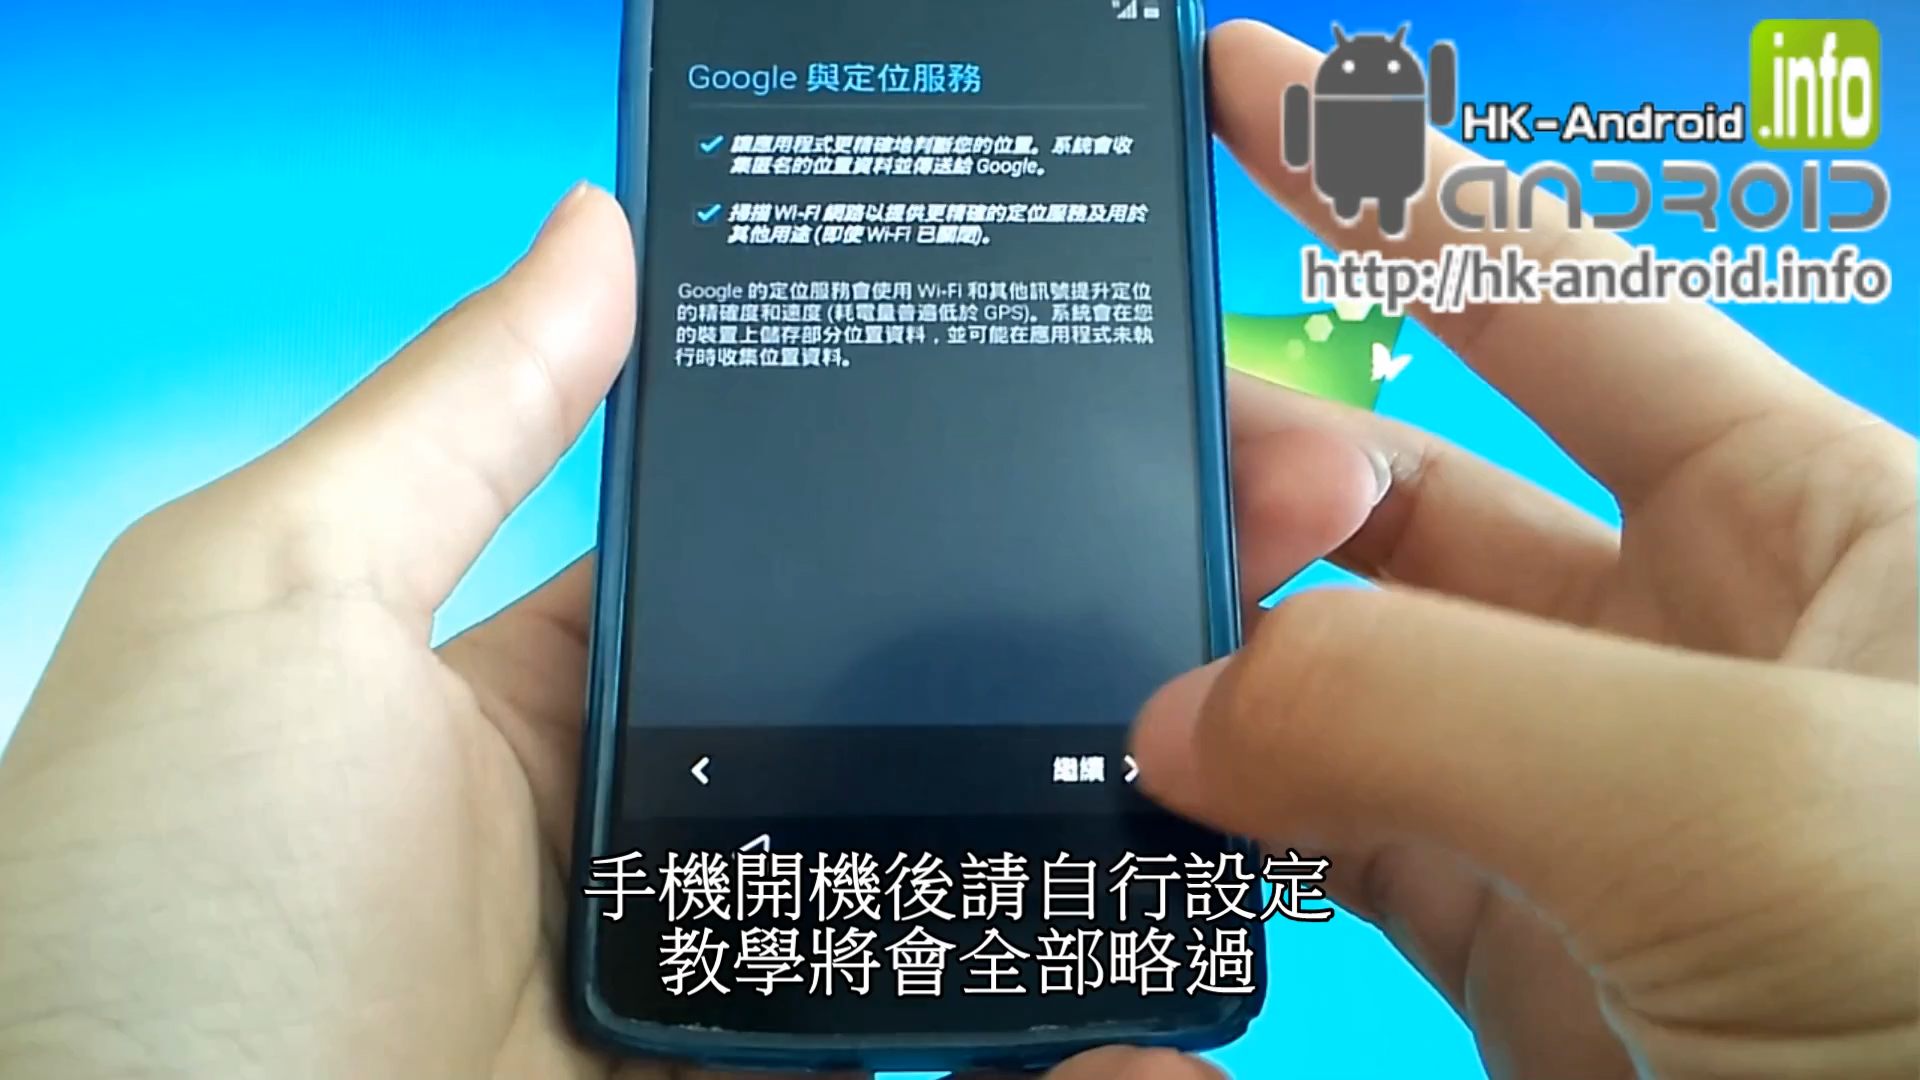 Google 與定位服務
讓應用程式更精確地判斷您的位置。系統會收
集匿名的位置資料並傳送給 Google。
掃描 Wi-Fi 網路以提供更精確的定位服務及用於
其他用途 (即使 Wi-Fi 已關閉)。
Google 的定位服務會使用 Wi-Fi 和其他訊號提升定位
的精確度和速度 (耗電量普遍低於 GPS)。系統會在您
的裝置上儲存部分位置資料，並可能在應用程式未執
行時收集位置資料。
繼續
HK-Android .info
ANDROID
http://hk-android.info
手機開機後請自行設定
教學將會全部略過